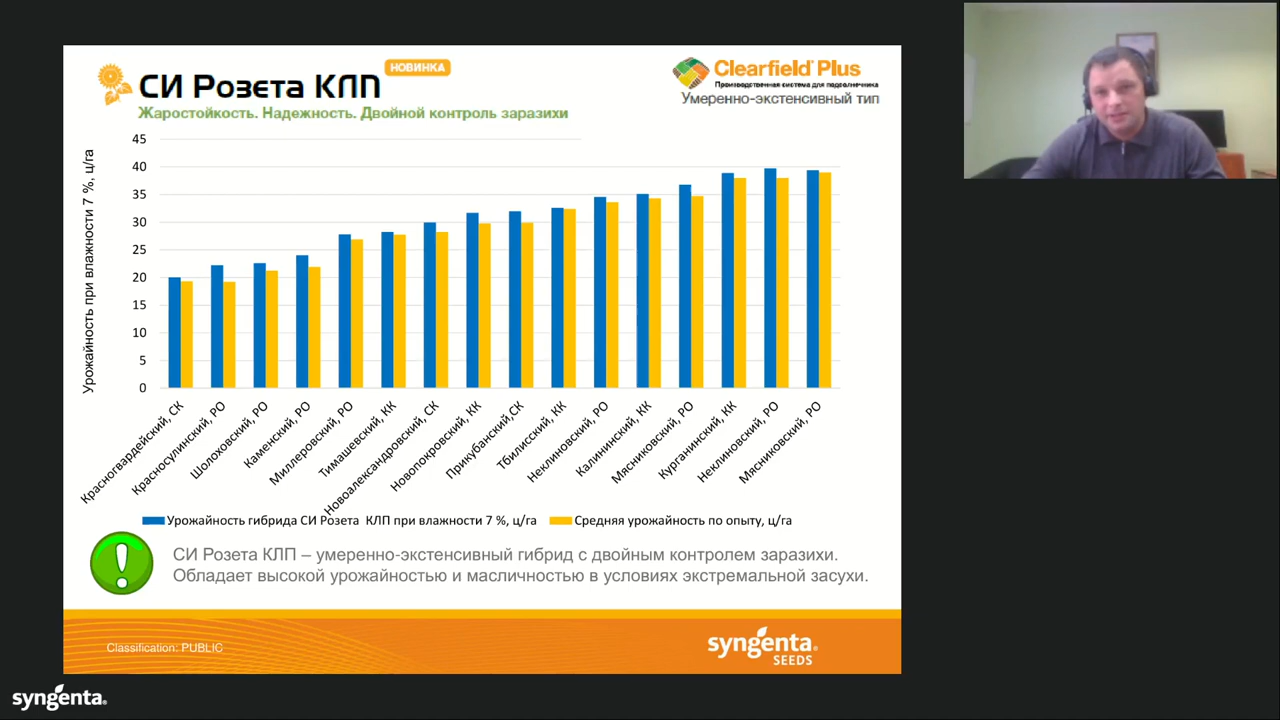 СИ Розета КЛП
НОВИНКА
Жаростойкость. Надежность. Двойной контроль заразихи
Clearfield® Plus
Производственная система для подсолнечника
Умеренно-экстенсивный тип
Урожайность при влажности 7 %, ц/га
45
40
35
30
25
20
15
10
5
0
Красногвардейский, СК
Красносулинский, РО
Шолоховский, РО
Каменский, РО
Миллеровский, РО
Тимашевский, КК
Новоалександровский, СК
Новопокровский, КК
Прикубанский,СК
Тбилисский, КК
Неклиновский, РО
Калининский, КК
Мясниковский, РО
Курганинский, КК
Неклиновский, РО
Мясниковский, РО
Урожайность гибрида СИ Розета КЛП при влажности 7 %, ц/га
Средняя урожайность по опыту, ц/га
СИ Розета КЛП – умеренно-экстенсивный гибрид с двойным контролем заразихи.
Обладает высокой урожайностью и масличностью в условиях экстремальной засухи.
Classification: PUBLIC
syngenta®
SEEDS
syngenta®